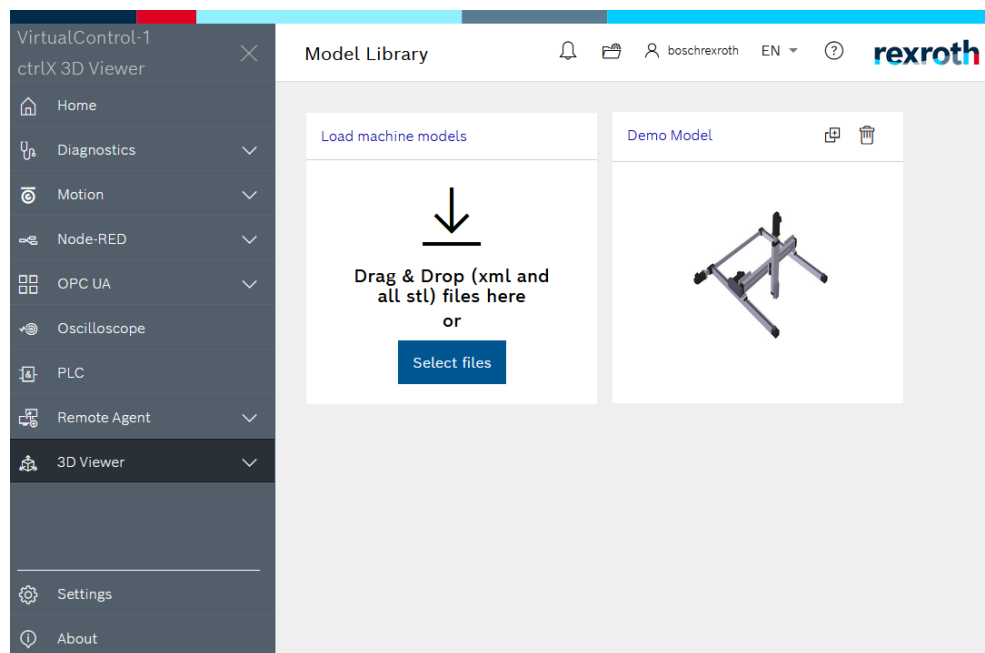 VirtualControl-1
ctrlX 3D Viewer
Model Library
boschrexroth
EN
rexroth
Home
Diagnostics
Motion
Node-RED
OPC UA
Oscilloscope
PLC
Remote Agent
3D Viewer
Settings
About
Load machine models
Drag & Drop (xml and
all stl) files here
or
Select files
Demo Model